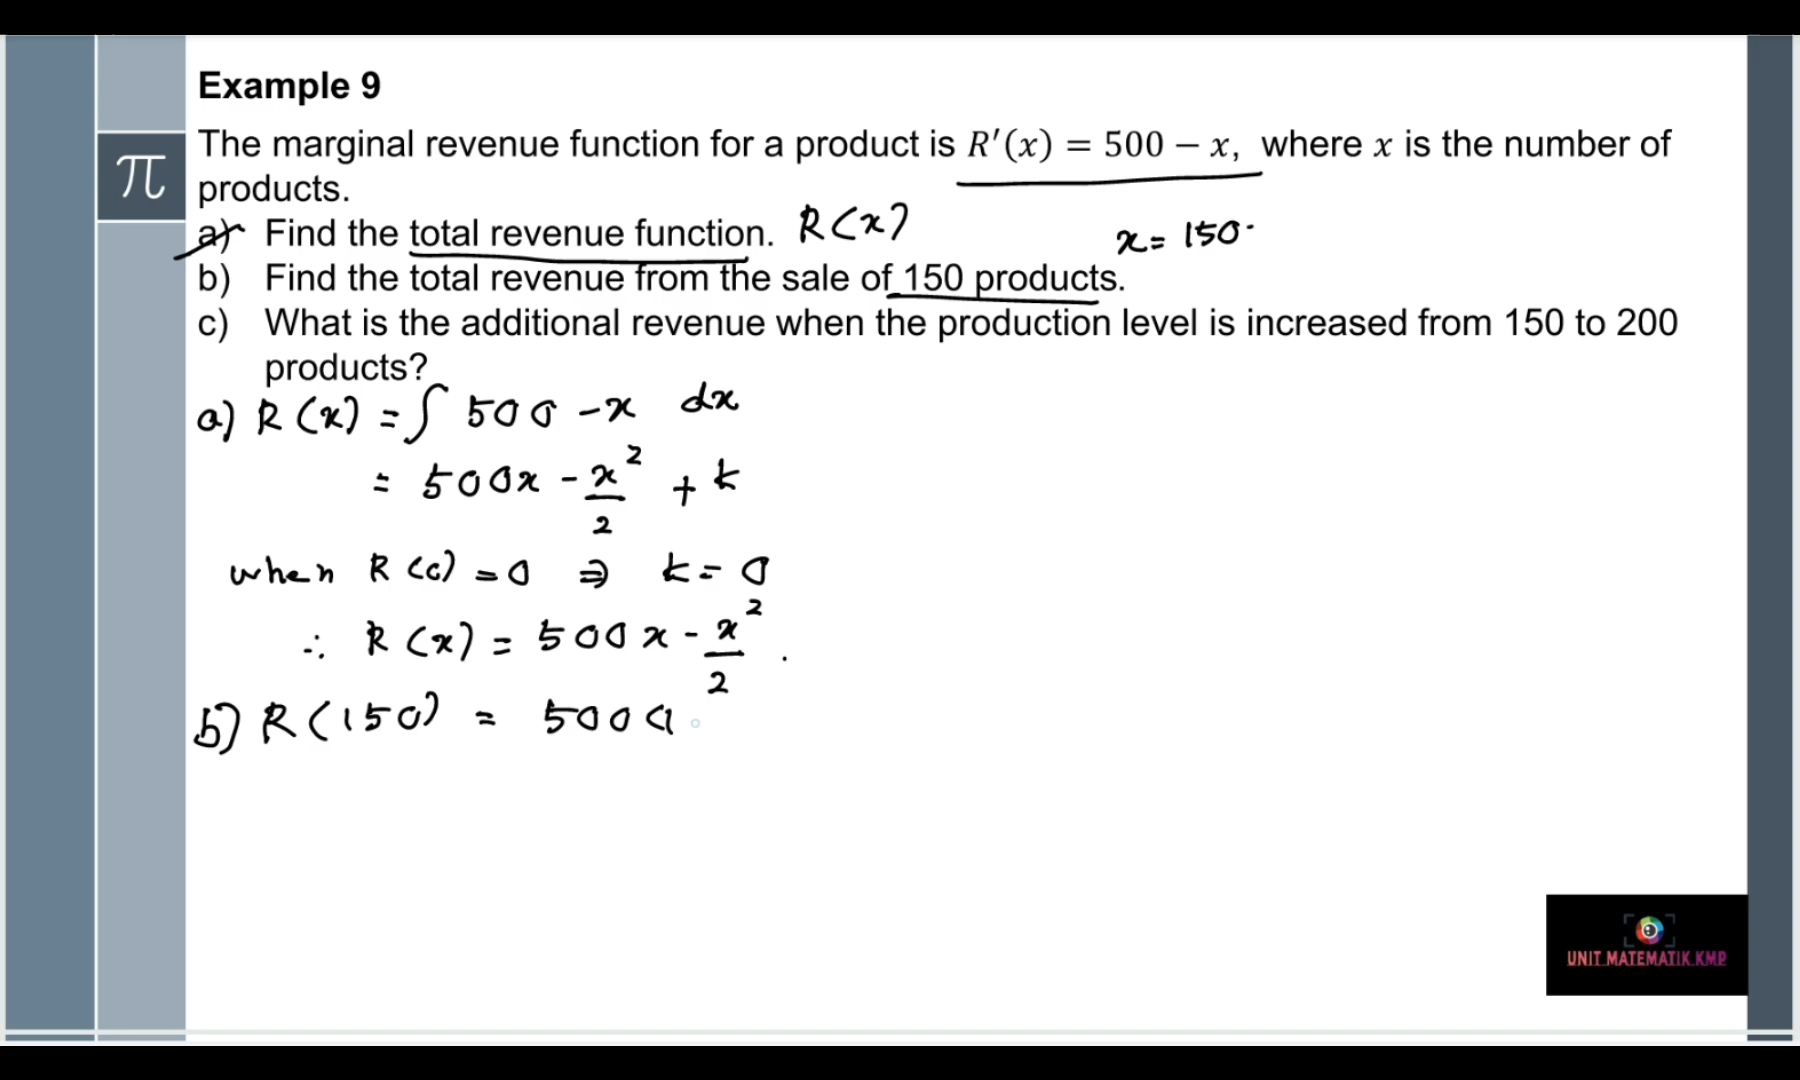 Example 9
π
The marginal revenue function for a product is R′(x) = 500 − x, where x is the number of
products.
a) Find the total revenue function. R(x)
x = 150.
b) Find the total revenue from the sale of 150 products.
c) What is the additional revenue when the production level is increased from 150 to 200
products?
a) R(x) = ∫ 500 - x dx
= 500x - x²/2 + k
when R(0) = 0 ⇒ k = 0
∴ R(x) = 500x - x²/2 .
b) R(150) = 500(
UNIT MATEMATIK KMP